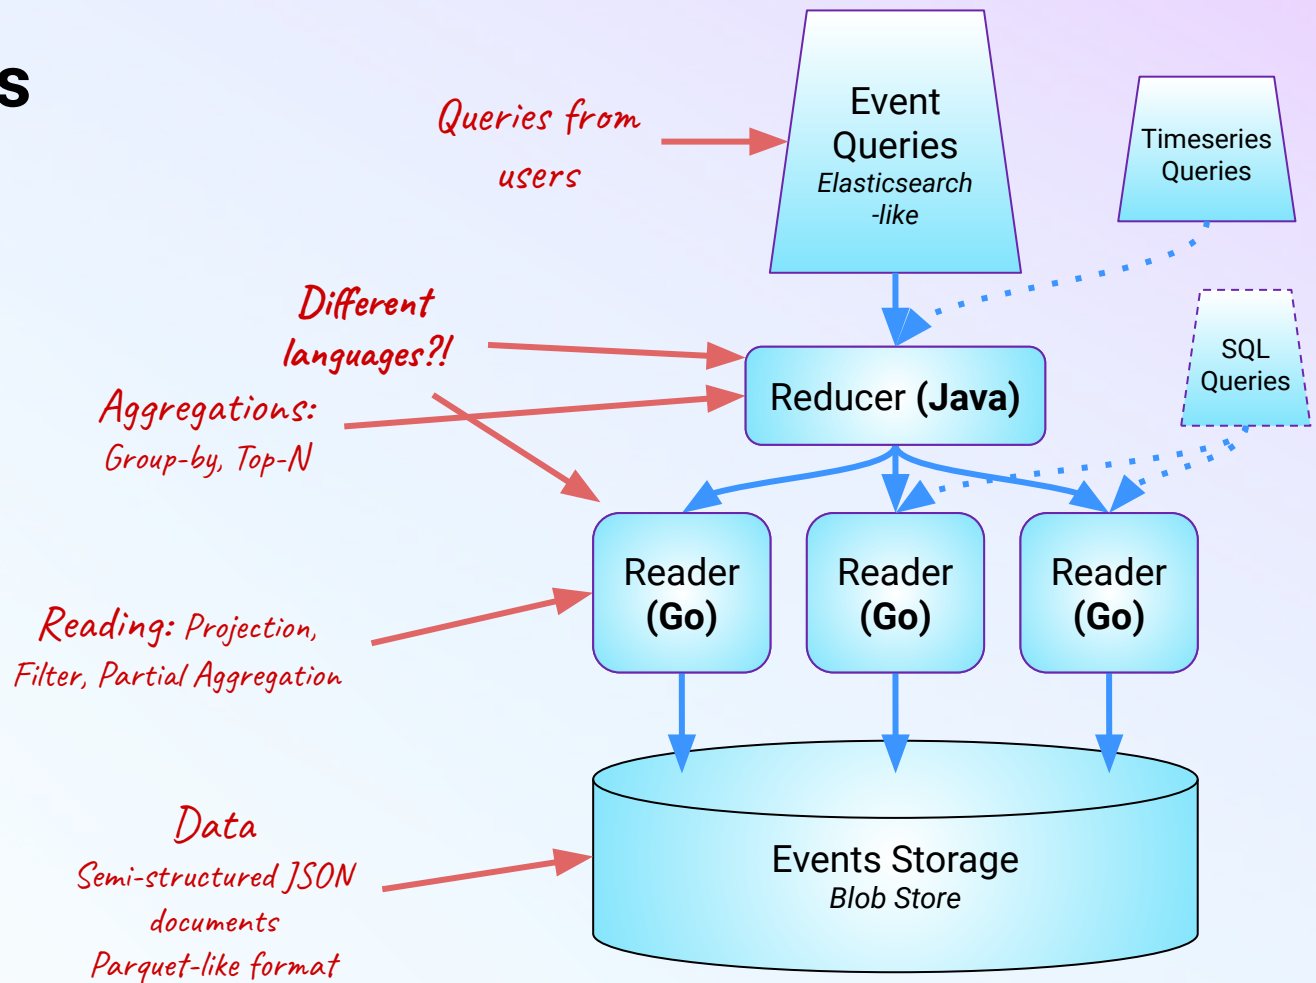 s
Queries from
users
Event
Queries
Elasticsearch
-like
Timeseries
Queries
Different
languages?!
SQL
Queries
Aggregations:
Group-by, Top-N
Reducer (Java)
Reader
(Go)
Reader
(Go)
Reader
(Go)
Reading: Projection,
Filter, Partial Aggregation
Data
Semi-structured JSON
documents
Parquet-like format
Events Storage
Blob Store